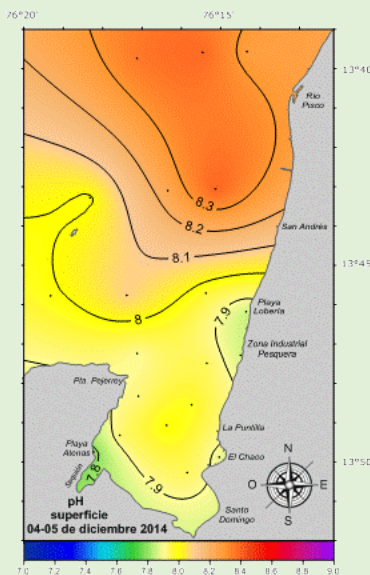 76°20'
76°15'
13°40'
Rio
Pisco
8.3
8.2
San Andrés
8.1
13°45'
8
7.9
Playa
Lobería
Zona Industrial
Pesquera
Pta. Pejerrey
La Puntilla
Playa
Atenas
El Chaco
N
Sequión
7.8
7.9
O
E
13°50'
S
Santo
Domingo
pH
superficie
04-05 de diciembre 2014
7.0 7.2 7.4 7.6 7.8 8.0 8.2 8.4 8.6 8.8 9.0